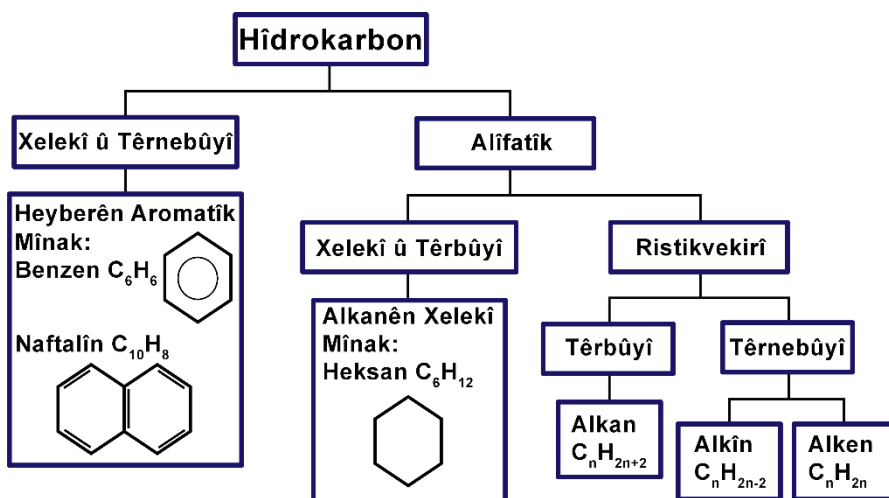 Hîdrokarbon
Xelekî û Têrnebûyî
Alîfatîk
Heyberên Aromatîk
Mînak:
Benzen C₆H₆
Naftalîn C₁₀H₈
Xelekî û Têrbûyî
Ristikvekirî
Alkanên Xelekî
Mînak:
Heksan C₆H₁₂
Têrbûyî
Têrnebûyî
Alkan
CₙH₂ₙ₊₂
Alkîn
CₙH₂ₙ₋₂
Alken
CₙH₂ₙ